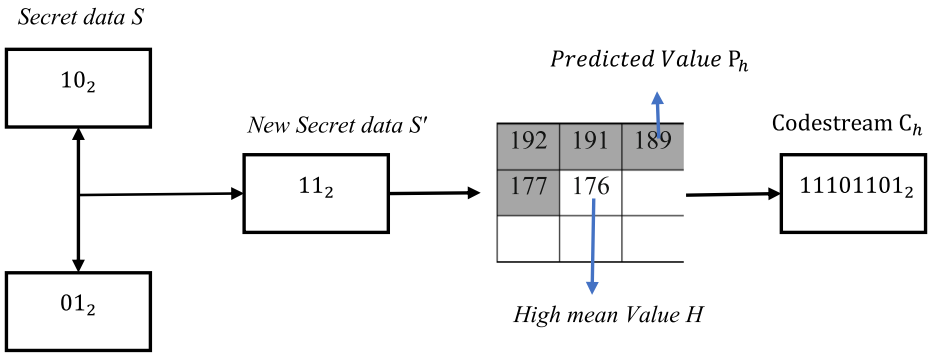 Secret data S
10₂
Predicted Value Pₕ
New Secret data S'
Codestream Cₕ
192 191 189
11₂
177 176
11101101₂
01₂
High mean Value H